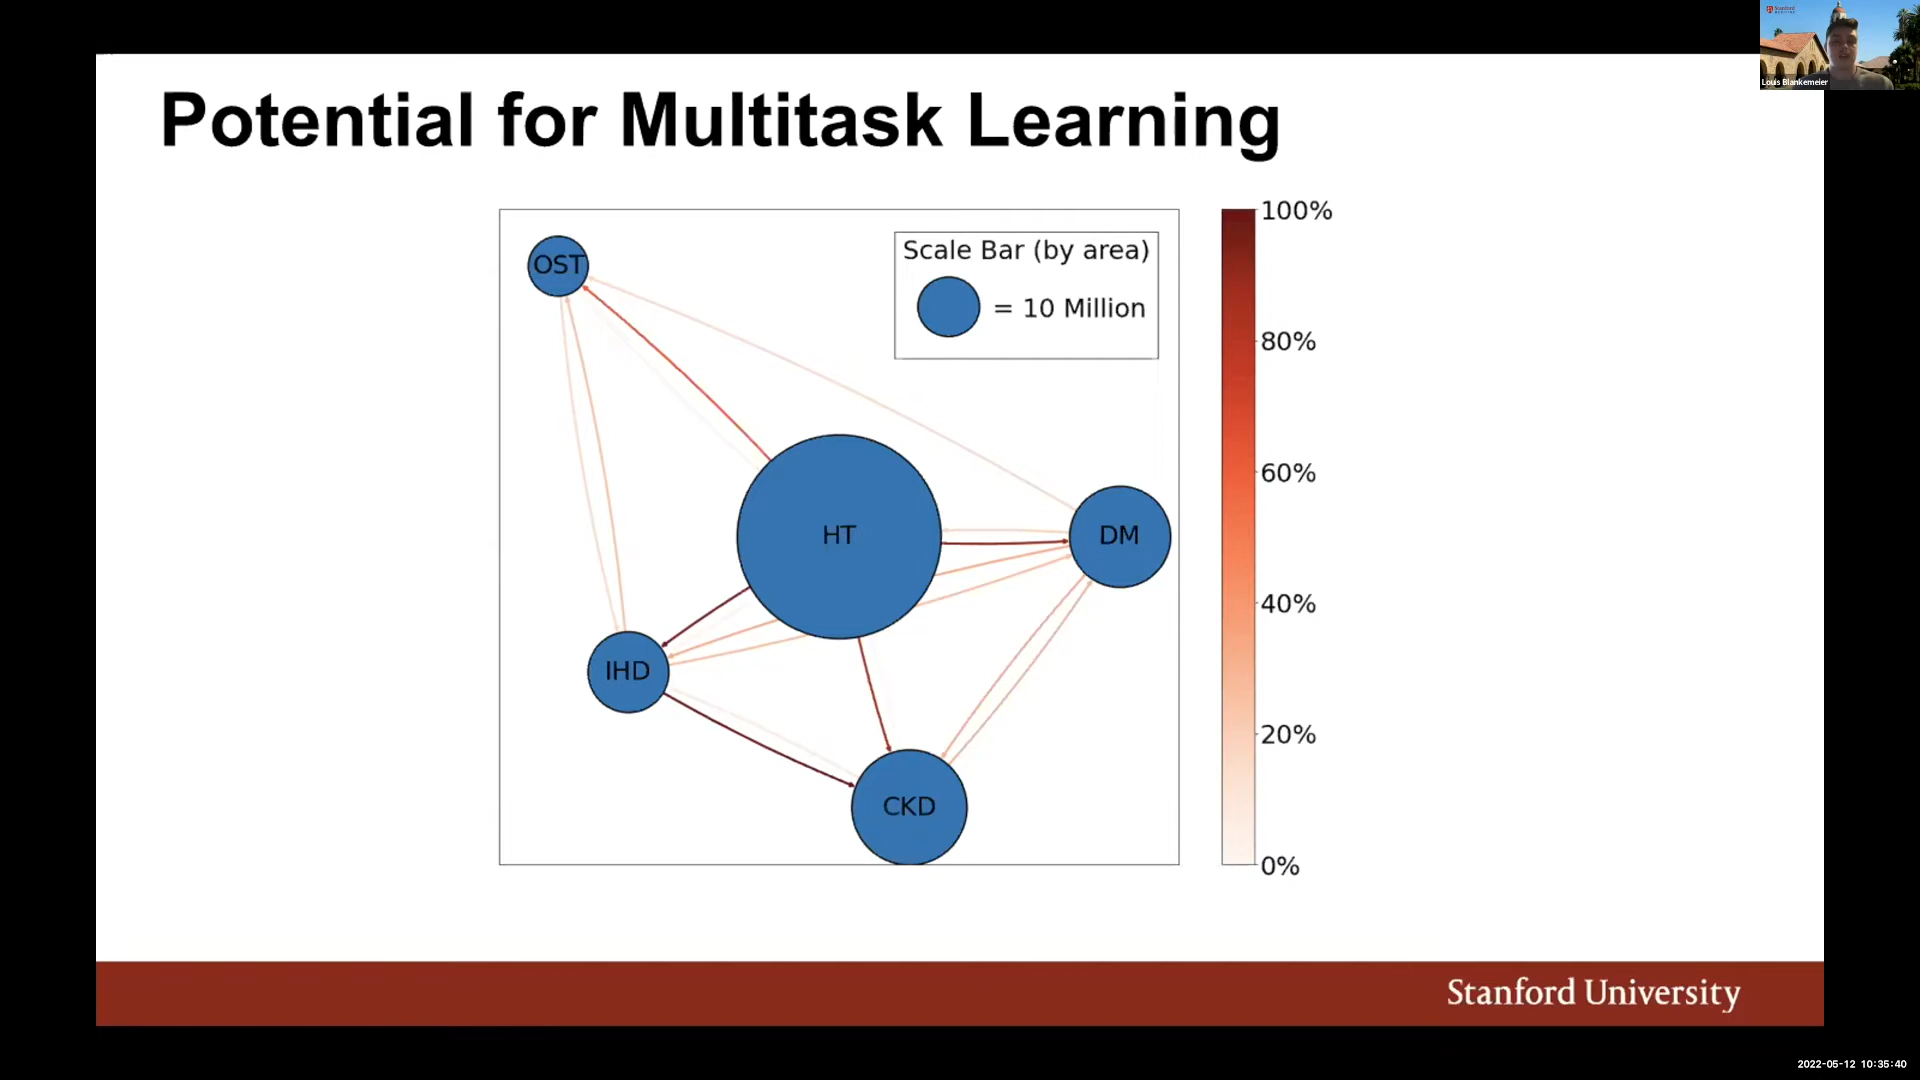 Potential for Multitask Learning
Stanford
Louis Blankemeier
OST
Scale Bar (by area)
= 10 Million
HT
DM
IHD
CKD
100%
80%
60%
40%
20%
0%
Stanford University
2022-05-12 10:35:40